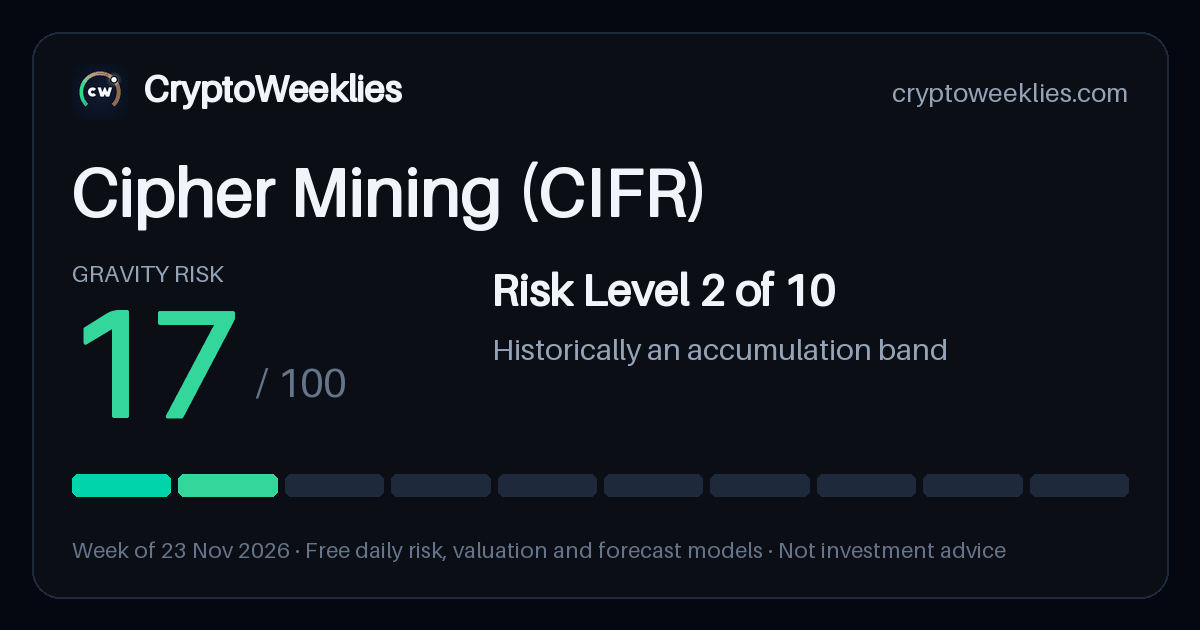 CW
CryptoWeeklies
cryptoweeklies.com
Cipher Mining (CIFR)
GRAVITY RISK
17 / 100
Risk Level 2 of 10
Historically an accumulation band
Week of 23 Nov 2026 · Free daily risk, valuation and forecast models · Not investment advice